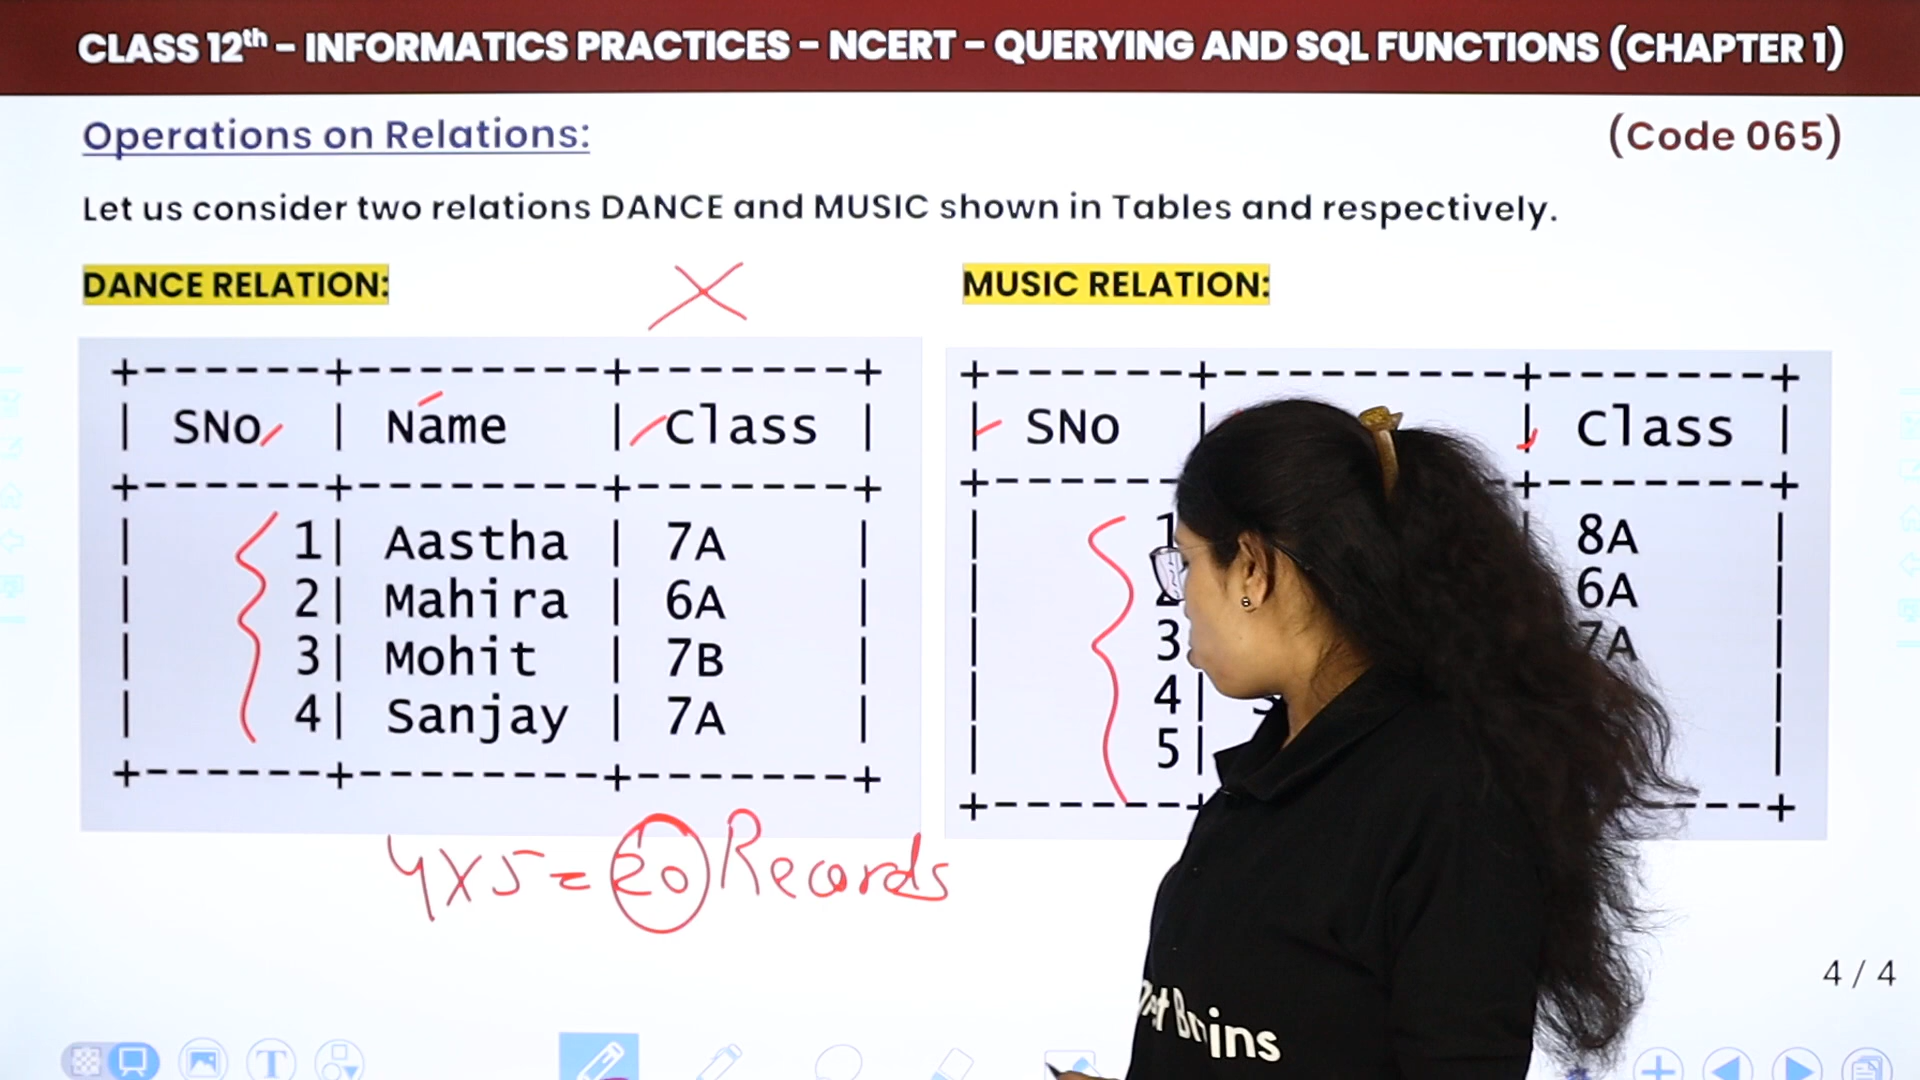 CLASS 12th – INFORMATICS PRACTICES – NCERT – QUERYING AND SQL FUNCTIONS (CHAPTER 1)
Operations on Relations:
(Code 065)
Let us consider two relations DANCE and MUSIC shown in Tables and respectively.
DANCE RELATION:
X
+------+---------+-------+
| SNo | Name | Class |
+------+---------+-------+
| 1| Aastha | 7A |
| 2| Mahira | 6A |
| 3| Mohit | 7B |
| 4| Sanjay | 7A |
+------+---------+-------+
4X5=20 Records
MUSIC RELATION:
SNo | Class |
1 8A |
2 6A |
3 7A |
4|
5|
4 / 4
T